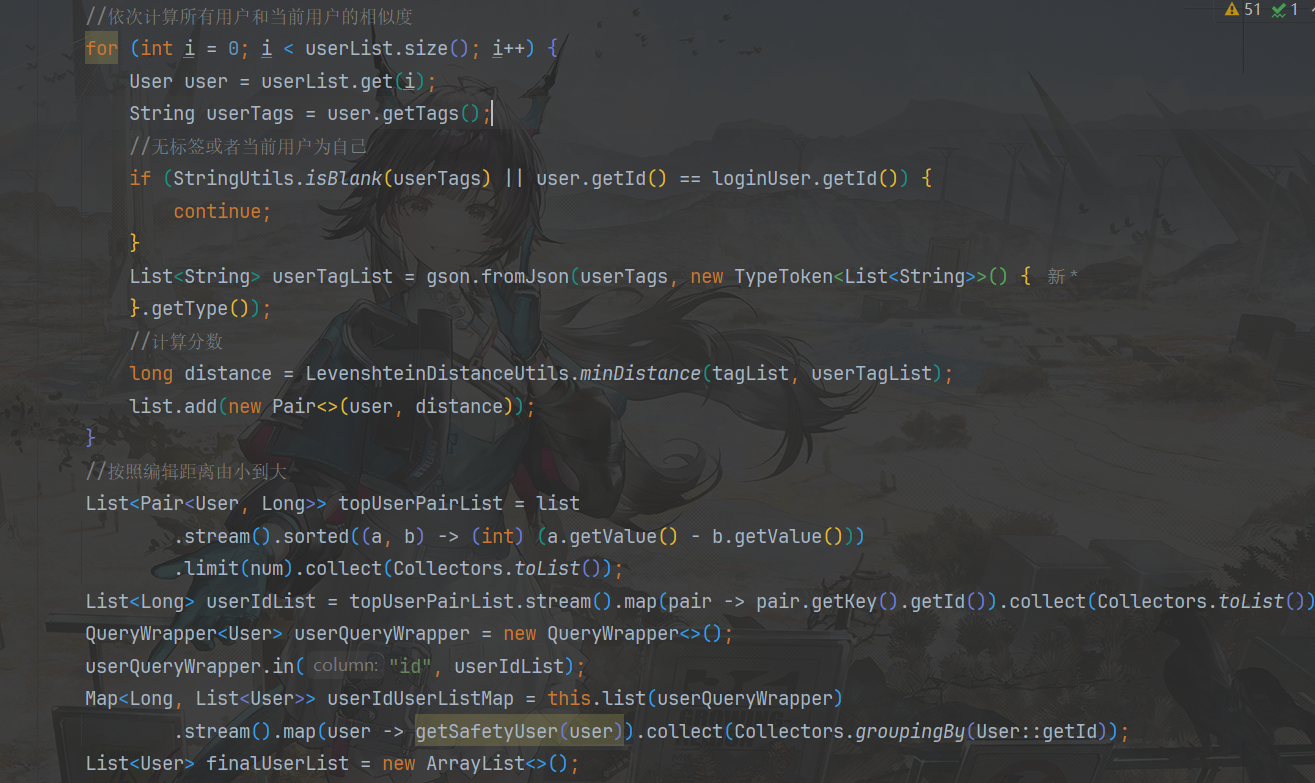 51 1
//依次计算所有用户和当前用户的相似度
for (int i = 0; i < userList.size(); i++) {
User user = userList.get(i);
String userTags = user.getTags();
//无标签或者当前用户为自己
if (StringUtils.isBlank(userTags) || user.getId() == loginUser.getId()) {
continue;
}
List<String> userTagList = gson.fromJson(userTags, new TypeToken<List<String>>() { 新 *
}.getType());
//计算分数
long distance = LevenshteinDistanceUtils.minDistance(tagList, userTagList);
list.add(new Pair<>(user, distance));
}
//按照编辑距离由小到大
List<Pair<User, Long>> topUserPairList = list
.stream().sorted((a, b) -> (int) (a.getValue() - b.getValue()))
.limit(num).collect(Collectors.toList());
List<Long> userIdList = topUserPairList.stream().map(pair -> pair.getKey().getId()).collect(Collectors.toList())
QueryWrapper<User> userQueryWrapper = new QueryWrapper<>();
userQueryWrapper.in( column: "id", userIdList);
Map<Long, List<User>> userIdUserListMap = this.list(userQueryWrapper)
.stream().map(user -> getSafetyUser(user)).collect(Collectors.groupingBy(User::getId));
List<User> finalUserList = new ArrayList<>();